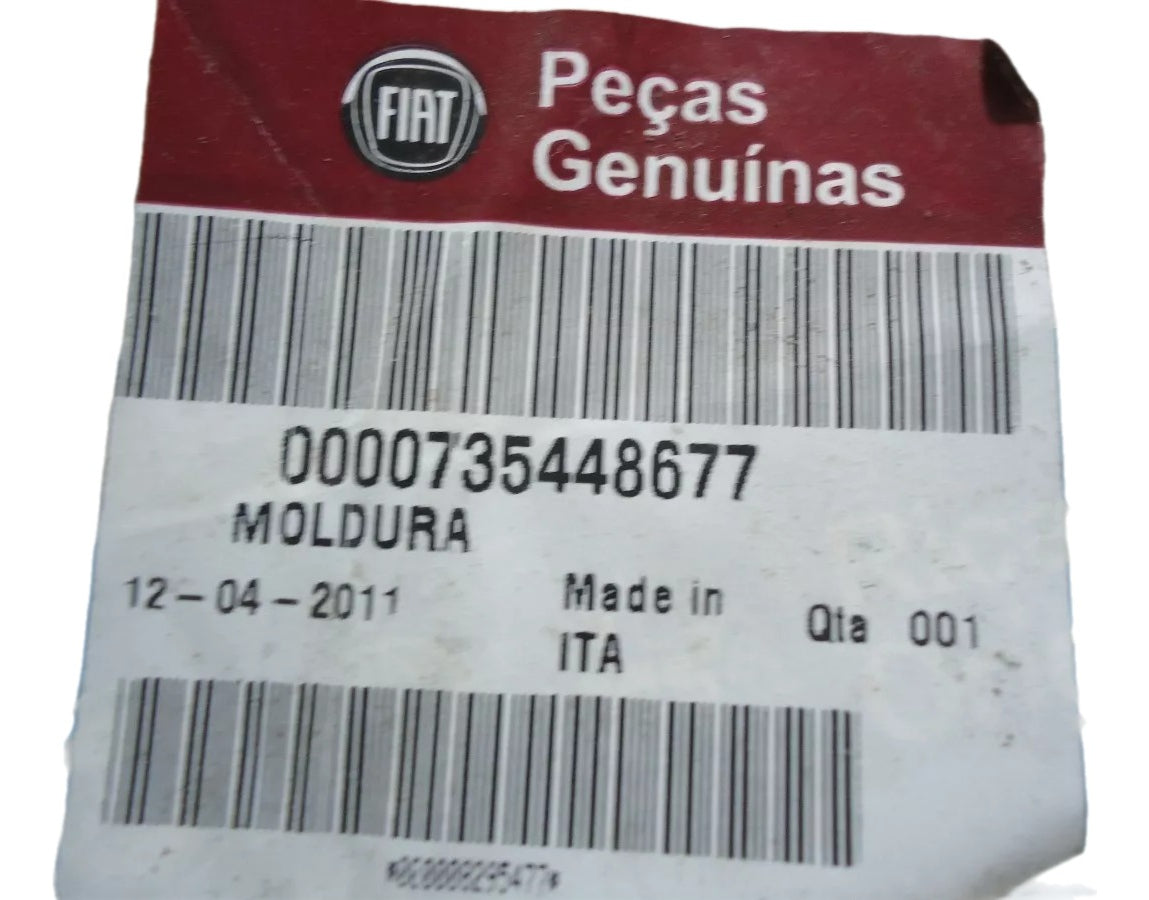 FIAT
Peças
Genuínas
0000735448677
MOLDURA
12-04-2011 Made in Qta 001
ITA